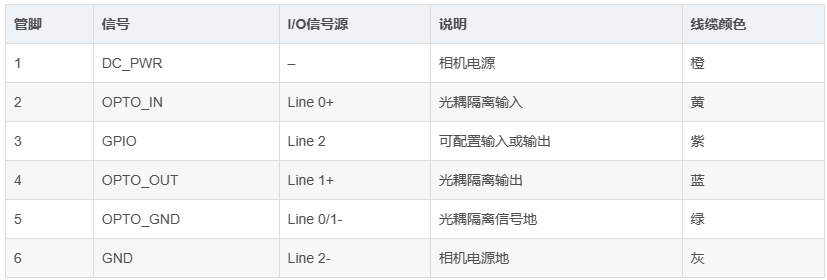 管脚 信号 I/O信号源 说明 线缆颜色
1 DC_PWR – 相机电源 橙
2 OPTO_IN Line 0+ 光耦隔离输入 黄
3 GPIO Line 2 可配置输入或输出 紫
4 OPTO_OUT Line 1+ 光耦隔离输出 蓝
5 OPTO_GND Line 0/1- 光耦隔离信号地 绿
6 GND Line 2- 相机电源地 灰